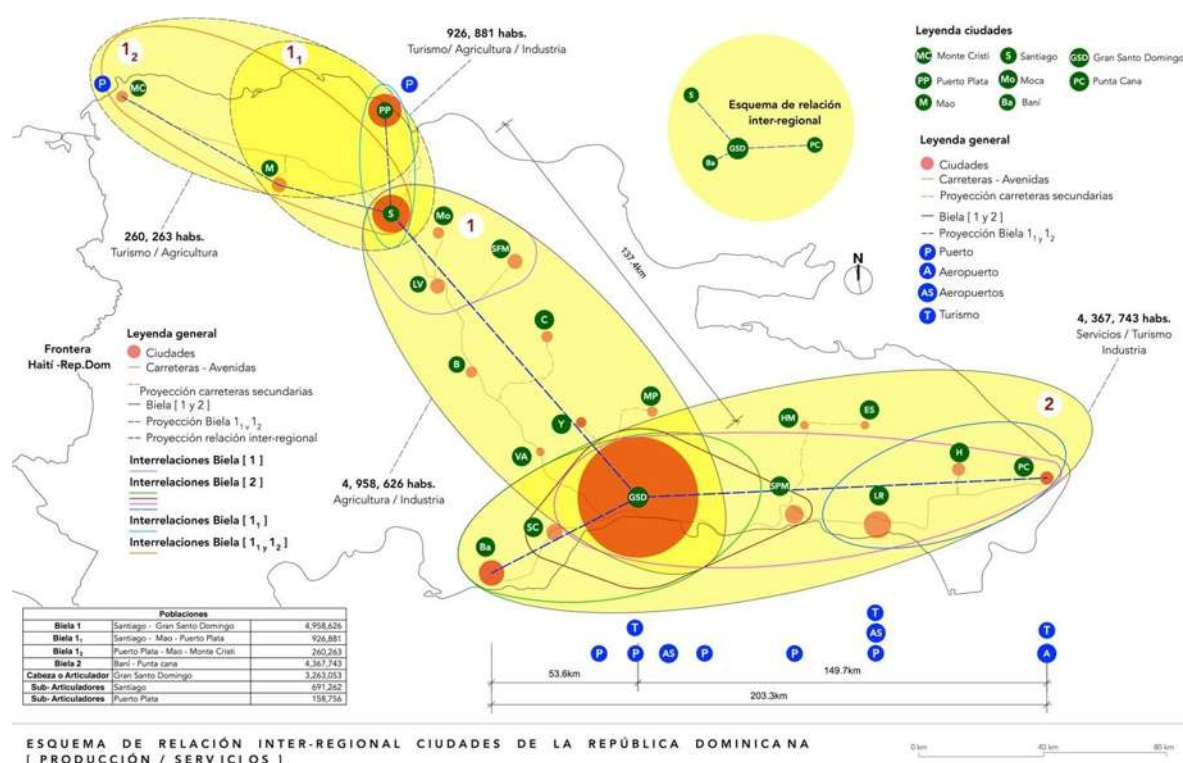 1₂
1₁
926, 881 habs.
Turismo/ Agricultura / Industria
P
MC
P
PP
M
S
260, 263 habs.
Turismo / Agricultura
1
Mo
SFM
LV
C
B
MP
Y
VA
GSD
SC
Ba
HM
ES
SPM
LR
H
PC
2
137.4km
Esquema de relación
inter-regional
S
GSD
Ba
PC
N
Leyenda ciudades
MC Monte Cristi S Santiago GSD Gran Santo Domingo
PP Puerto Plata Mo Moca PC Punta Cana
M Mao Ba Baní
Leyenda general
Ciudades
Carreteras - Avenidas
Proyección carreteras secundarias
Biela [ 1 y 2 ]
Proyección Biela 1₁ y 1₂
P Puerto
A Aeropuerto
AS Aeropuertos
T Turismo
4, 367, 743 habs.
Servicios / Turismo
Industria
Frontera
Haití -Rep.Dom
Leyenda general
Ciudades
Carreteras - Avenidas
Proyección carreteras secundarias
Biela [ 1 y 2 ]
Proyección Biela 1₁ y 1₂
Proyección relación inter-regional
Interrelaciones Biela [ 1 ]
Interrelaciones Biela [ 2 ]
Interrelaciones Biela [ 1₁ ]
Interrelaciones Biela [ 1₁ y 1₂ ]
4, 958, 626 habs.
Agricultura / Industria
Poblaciones
Biela 1 Santiago - Gran Santo Domingo 4,958,626
Biela 1₁ Santiago - Mao - Puerto Plata 926,881
Biela 1₂ Puerto Plata - Mao - Monte Cristi 260,263
Biela 2 Baní - Punta cana 4,367,743
Cabeza o Articulador Gran Santo Domingo 3,263,053
Sub- Articuladores Santiago 691,262
Sub- Articuladores Puerto Plata 158,756
T
T
AS
T
P
P
AS
P
P
P
A
53.6km
149.7km
203.3km
ESQUEMA DE RELACIÓN INTER-REGIONAL CIUDADES DE LA REPÚBLICA DOMINICANA
[ PRODUCCIÓN / SERVICIOS ]
0 km 40 km 80 km